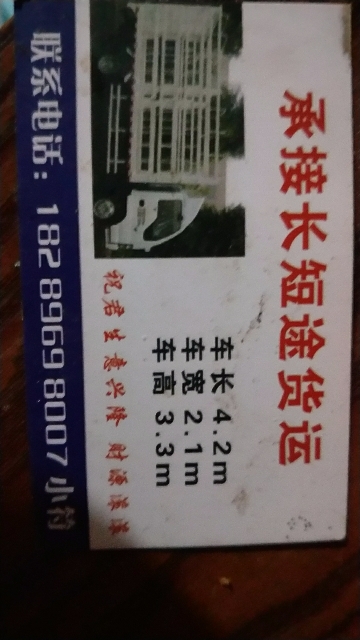 承接长短途货运
车长 4.2m
车宽 2.1m
车高 3.3m
祝君生意兴隆 财源滚滚
联系电话：182 8969 8007 小符